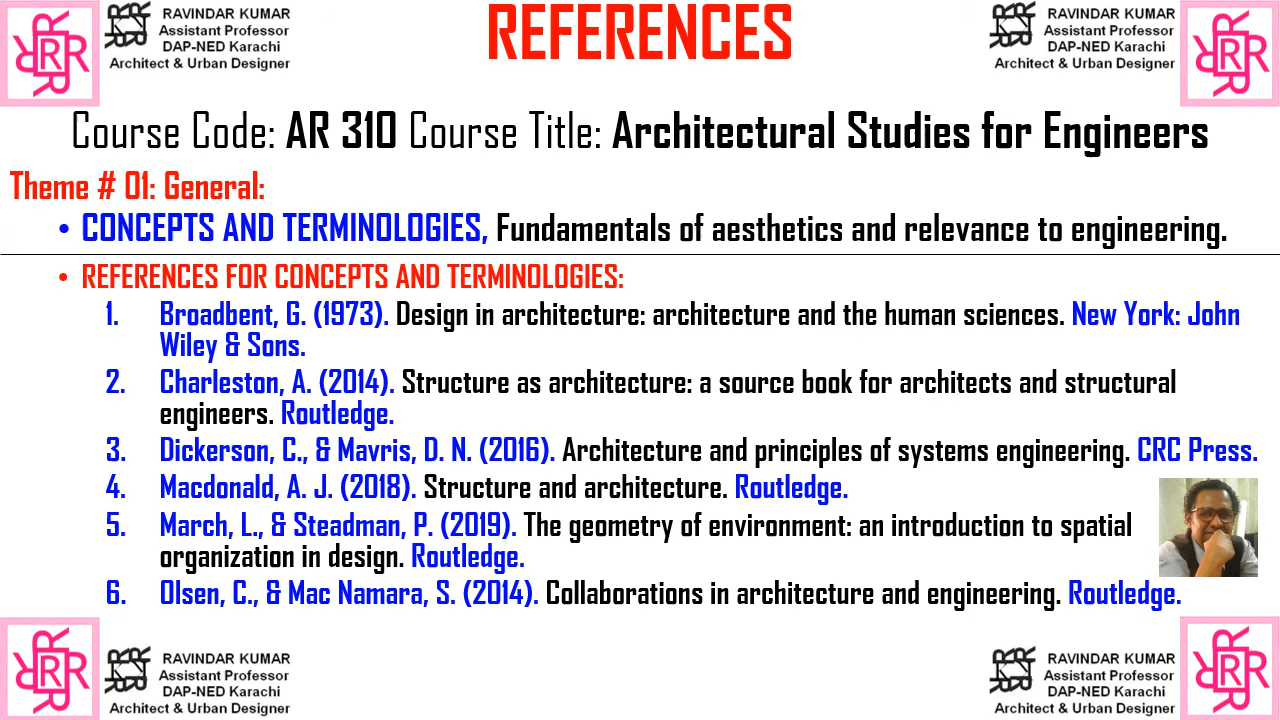 RAVINDAR KUMAR
Assistant Professor
DAP-NED Karachi
Architect & Urban Designer
REFERENCES
RAVINDAR KUMAR
Assistant Professor
DAP-NED Karachi
Architect & Urban Designer
Course Code: AR 310 Course Title: Architectural Studies for Engineers
Theme # 01: General:
• CONCEPTS AND TERMINOLOGIES, Fundamentals of aesthetics and relevance to engineering.
• REFERENCES FOR CONCEPTS AND TERMINOLOGIES:
1. Broadbent, G. (1973). Design in architecture: architecture and the human sciences. New York: John
Wiley & Sons.
2. Charleston, A. (2014). Structure as architecture: a source book for architects and structural
engineers. Routledge.
3. Dickerson, C., & Mavris, D. N. (2016). Architecture and principles of systems engineering. CRC Press.
4. Macdonald, A. J. (2018). Structure and architecture. Routledge.
5. March, L., & Steadman, P. (2019). The geometry of environment: an introduction to spatial
organization in design. Routledge.
6. Olsen, C., & Mac Namara, S. (2014). Collaborations in architecture and engineering. Routledge.
RAVINDAR KUMAR
Assistant Professor
DAP-NED Karachi
Architect & Urban Designer
RAVINDAR KUMAR
Assistant Professor
DAP-NED Karachi
Architect & Urban Designer